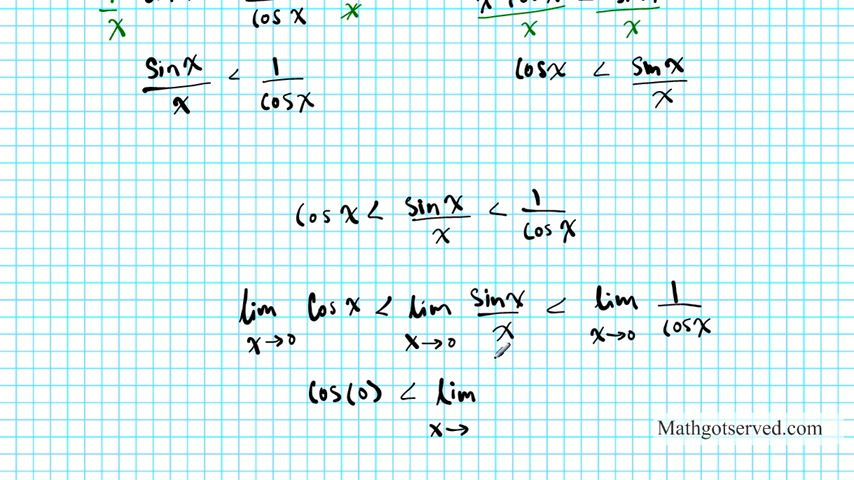 cos x x
x x x
sin x / x < 1 / cos x cos x < sin x / x
cos x < sin x / x < 1 / cos x
lim x→0 cos x < lim x→0 sin x / x < lim x→0 1 / cos x
cos(0) < lim x→
Mathgotserved.com